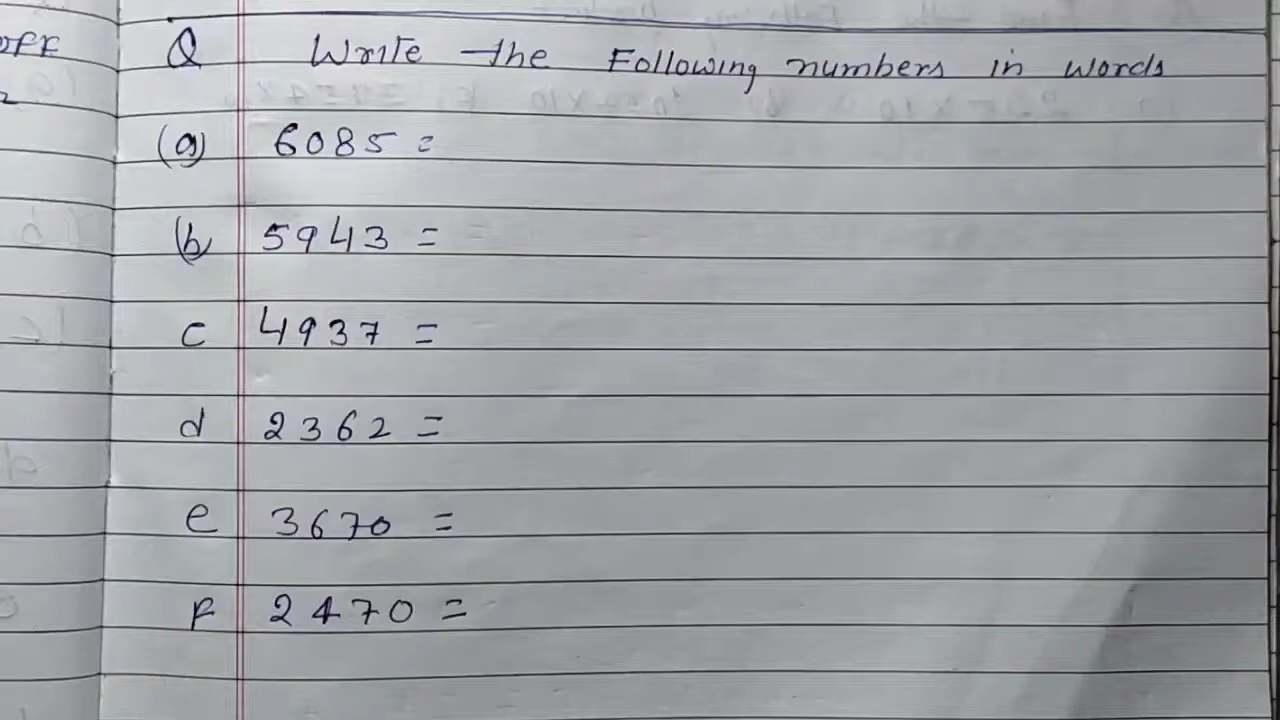 Q Write the Following numbers in words
(a) 6085 =
(b) 5943 =
c 4937 =
d 2362 =
e 3670 =
F 2470 =